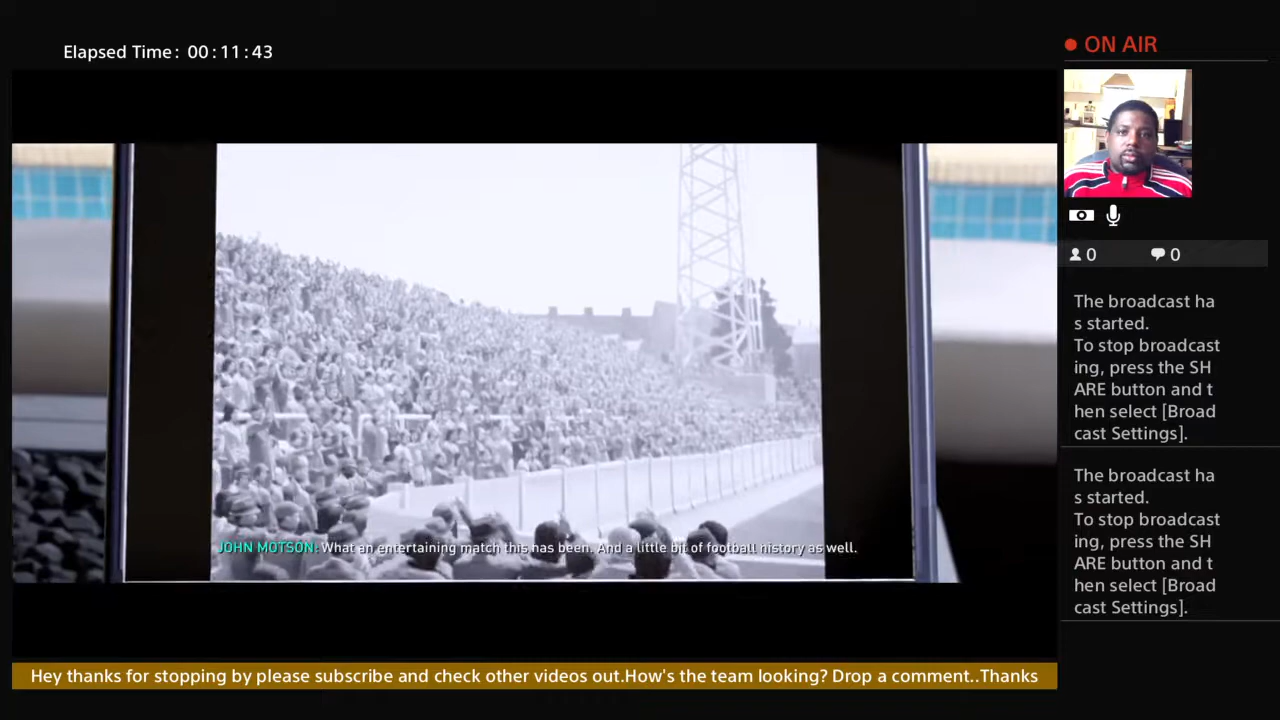 Elapsed Time: 00:11:43
ON AIR
0 0
The broadcast ha
s started.
To stop broadcast
ing, press the SH
ARE button and t
hen select [Broad
cast Settings].
The broadcast ha
s started.
To stop broadcast
ing, press the SH
ARE button and t
hen select [Broad
cast Settings].
JOHN MOTSON: What an entertaining match this has been. And a little bit of football history as well.
Hey thanks for stopping by please subscribe and check other videos out.How's the team looking? Drop a comment..Thanks